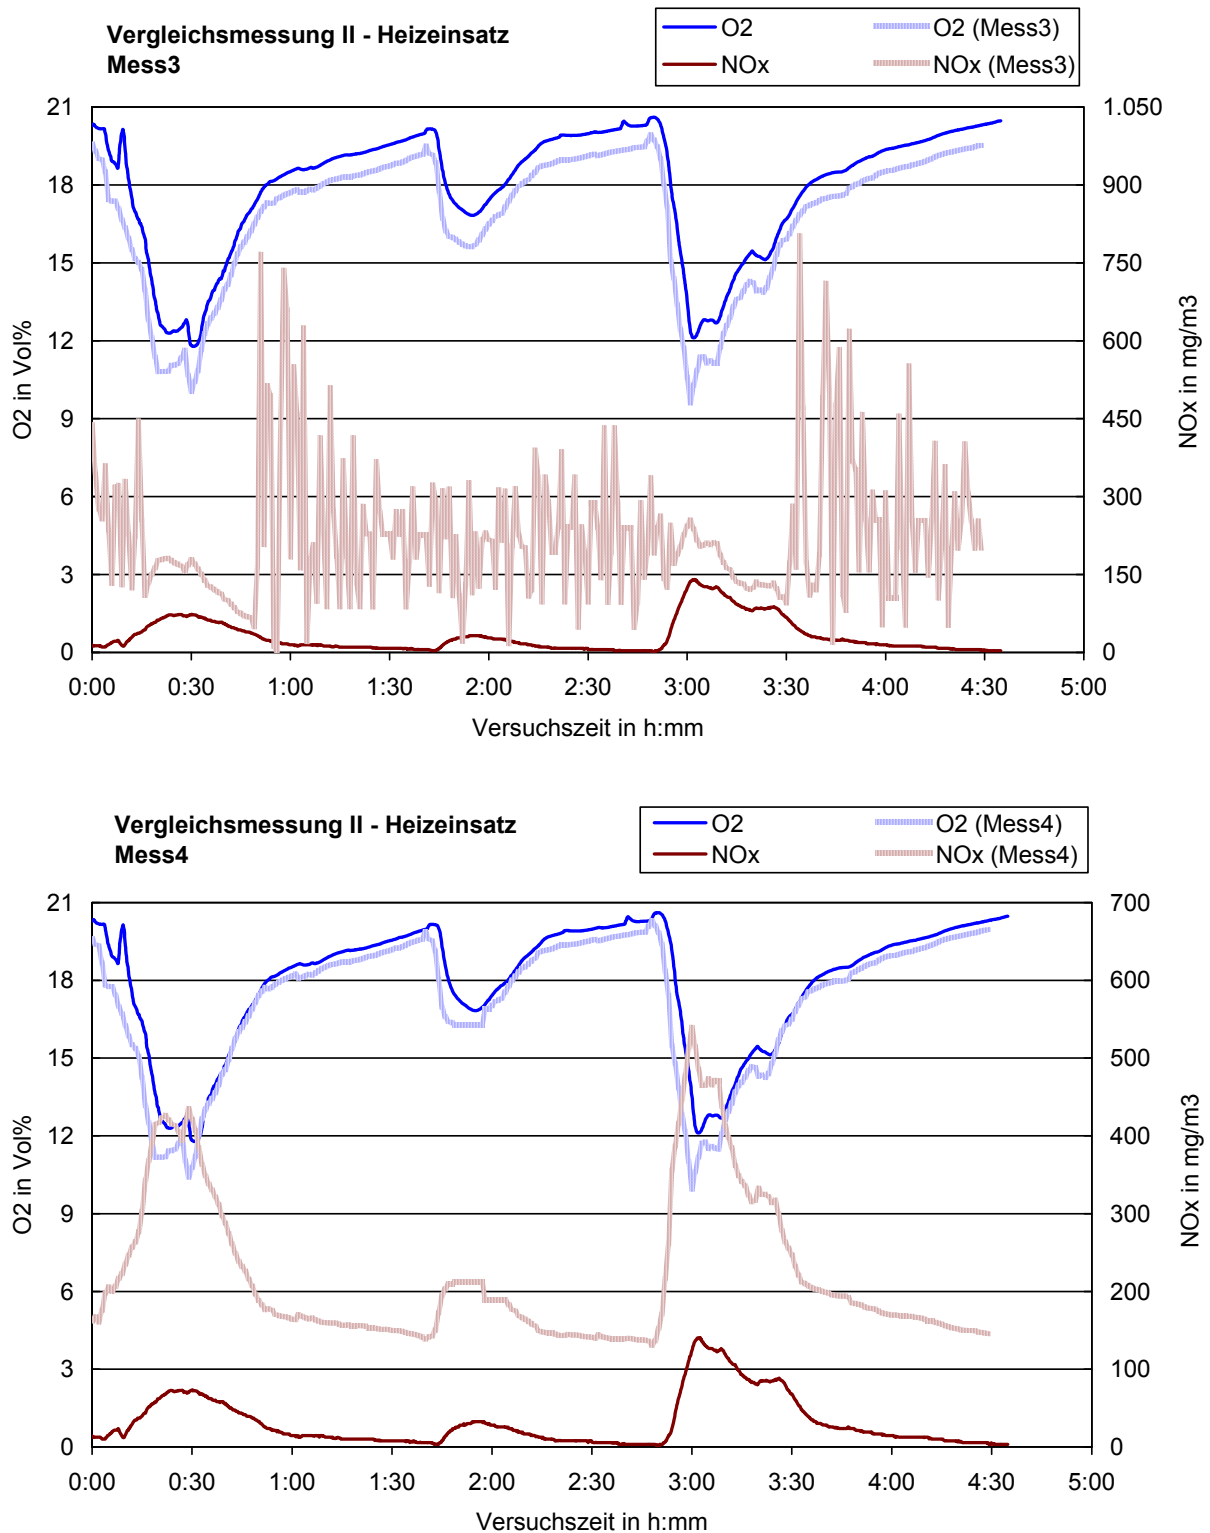 Vergleichsmessung II - Heizeinsatz
Mess3
O2
O2 (Mess3)
NOx
NOx (Mess3)
21
18
15
12
9
6
3
0
O2 in Vol%
1.050
900
750
600
450
300
150
0
NOx in mg/m3
0:00 0:30 1:00 1:30 2:00 2:30 3:00 3:30 4:00 4:30 5:00
Versuchszeit in h:mm
Vergleichsmessung II - Heizeinsatz
Mess4
O2
O2 (Mess4)
NOx
NOx (Mess4)
21
18
15
12
9
6
3
0
O2 in Vol%
700
600
500
400
300
200
100
0
NOx in mg/m3
0:00 0:30 1:00 1:30 2:00 2:30 3:00 3:30 4:00 4:30 5:00
Versuchszeit in h:mm